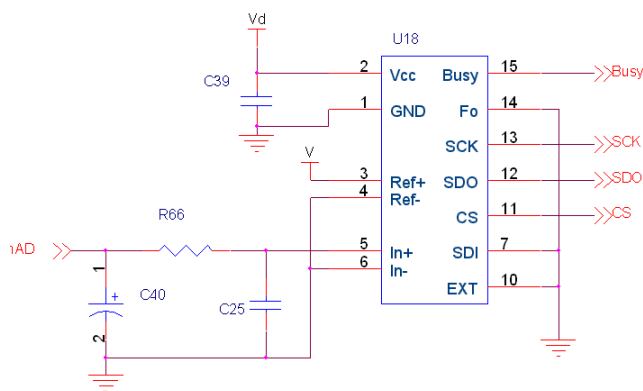 Vd
U18
C39
2 Vcc Busy 15 Busy
1 GND Fo 14
SCK 13 SCK
V
3 Ref+ SDO 12 SDO
4 Ref-
R66
CS 11 CS
nAD
5 In+ SDI 7
6 In-
1
+
C40
C25
EXT 10
2